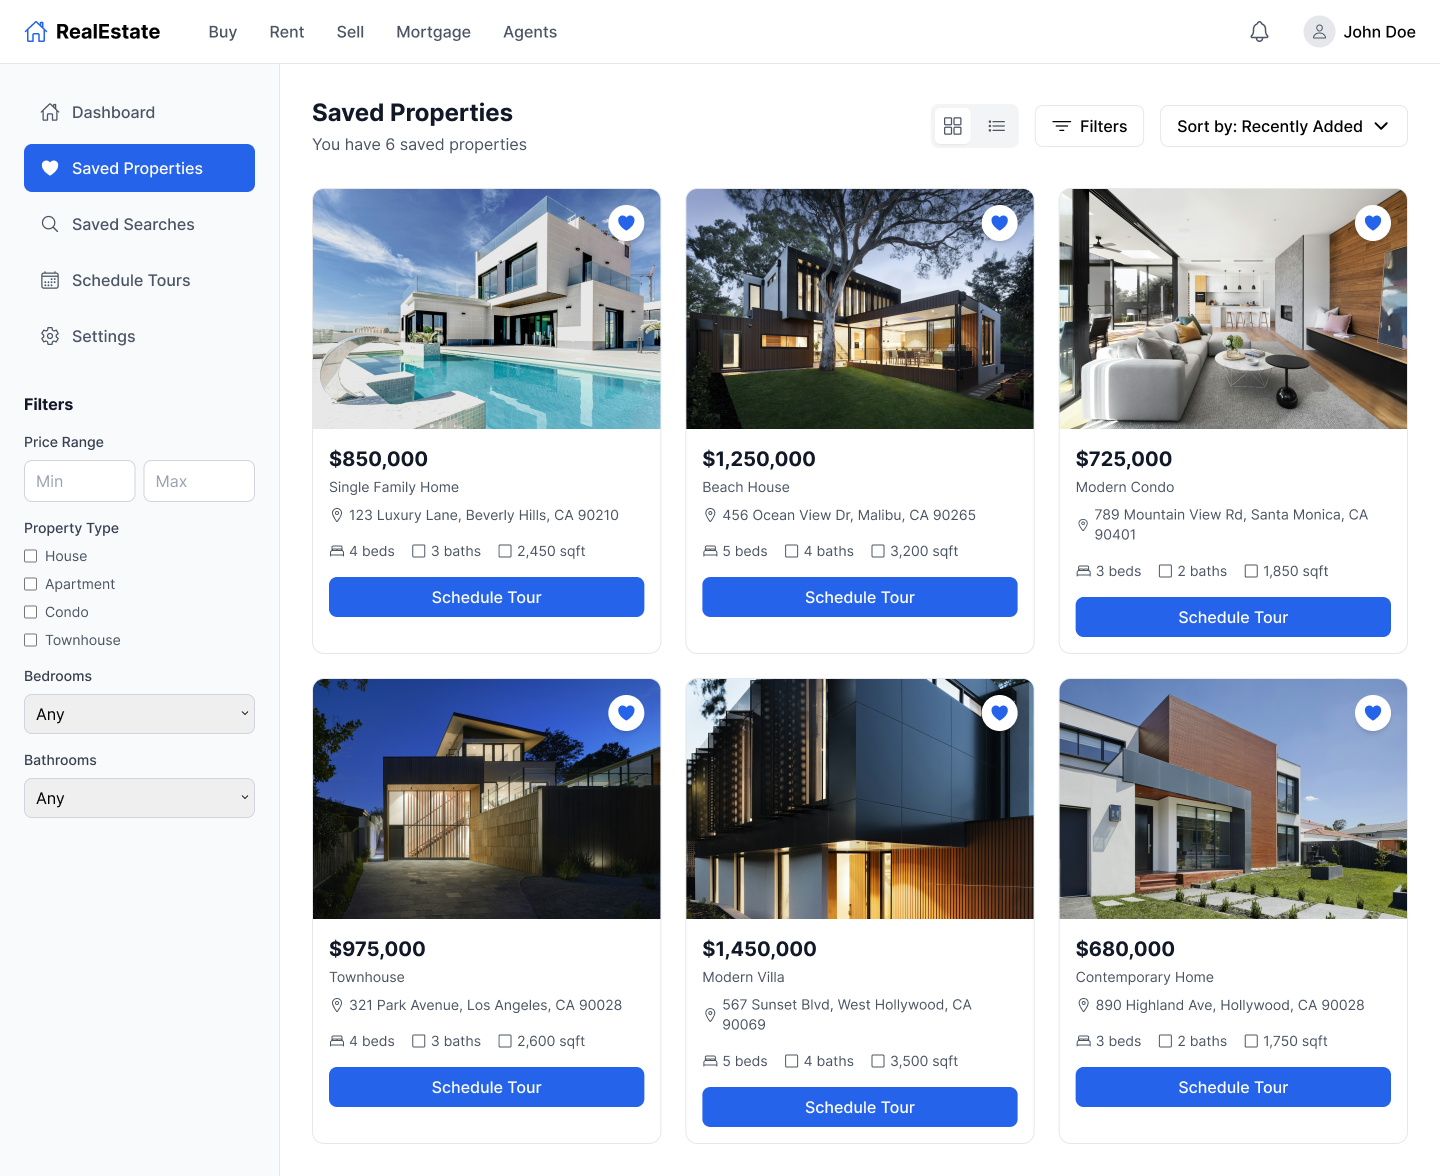 RealEstate
Buy
Rent
Sell
Mortgage
Agents
John Doe
Dashboard
Saved Properties
Saved Searches
Schedule Tours
Settings
Filters
Price Range
Min
Max
Property Type
House
Apartment
Condo
Townhouse
Bedrooms
Any
Bathrooms
Any
Saved Properties
You have 6 saved properties
Filters
Sort by: Recently Added
$850,000
Single Family Home
123 Luxury Lane, Beverly Hills, CA 90210
4 beds
3 baths
2,450 sqft
Schedule Tour
$1,250,000
Beach House
456 Ocean View Dr, Malibu, CA 90265
5 beds
4 baths
3,200 sqft
Schedule Tour
$725,000
Modern Condo
789 Mountain View Rd, Santa Monica, CA
90401
3 beds
2 baths
1,850 sqft
Schedule Tour
$975,000
Townhouse
321 Park Avenue, Los Angeles, CA 90028
4 beds
3 baths
2,600 sqft
Schedule Tour
$1,450,000
Modern Villa
567 Sunset Blvd, West Hollywood, CA
90069
5 beds
4 baths
3,500 sqft
Schedule Tour
$680,000
Contemporary Home
890 Highland Ave, Hollywood, CA 90028
3 beds
2 baths
1,750 sqft
Schedule Tour